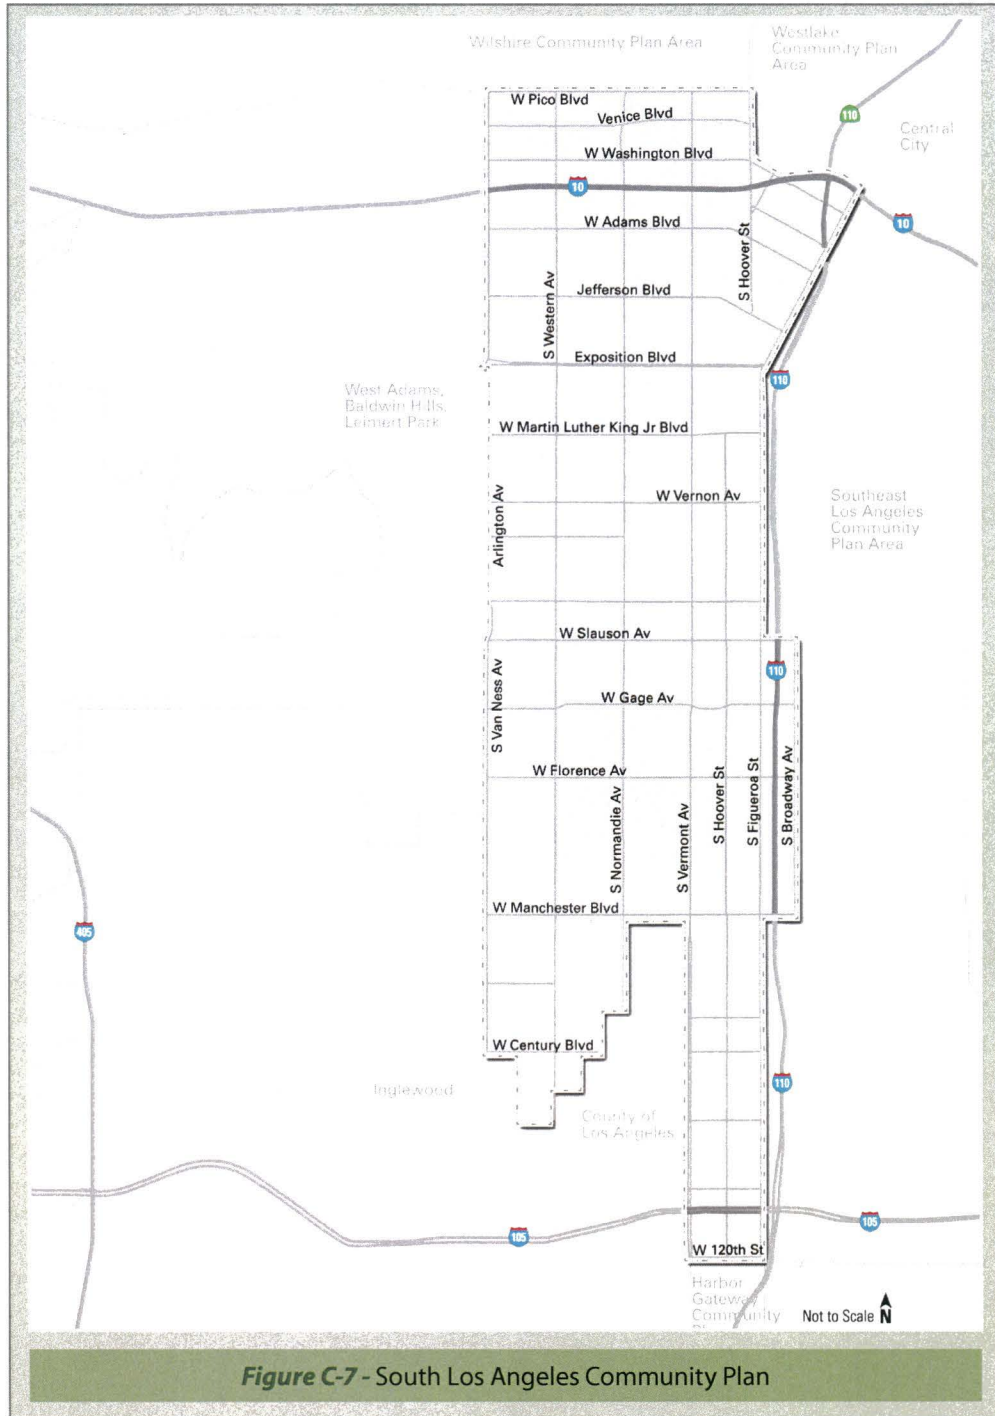 Wilshire Community Plan Area
Westlake
Community Plan
Area
W Pico Blvd
Venice Blvd
110
Central
City
W Washington Blvd
10
W Adams Blvd
10
S Hoover St
S Western Av
Jefferson Blvd
Exposition Blvd
110
West Adams,
Baldwin Hills,
Leimert Park
W Martin Luther King Jr Blvd
Arlington Av
W Vernon Av
Southeast
Los Angeles
Community
Plan Area
W Slauson Av
110
S Van Ness Av
W Gage Av
W Florence Av
S Normandie Av
S Vermont Av
S Hoover St
S Figueroa St
S Broadway Av
W Manchester Blvd
405
W Century Blvd
Inglewood
110
County of
Los Angeles
105
105
W 120th St
Harbor
Gateway
Community
Not to Scale N
Figure C-7 - South Los Angeles Community Plan